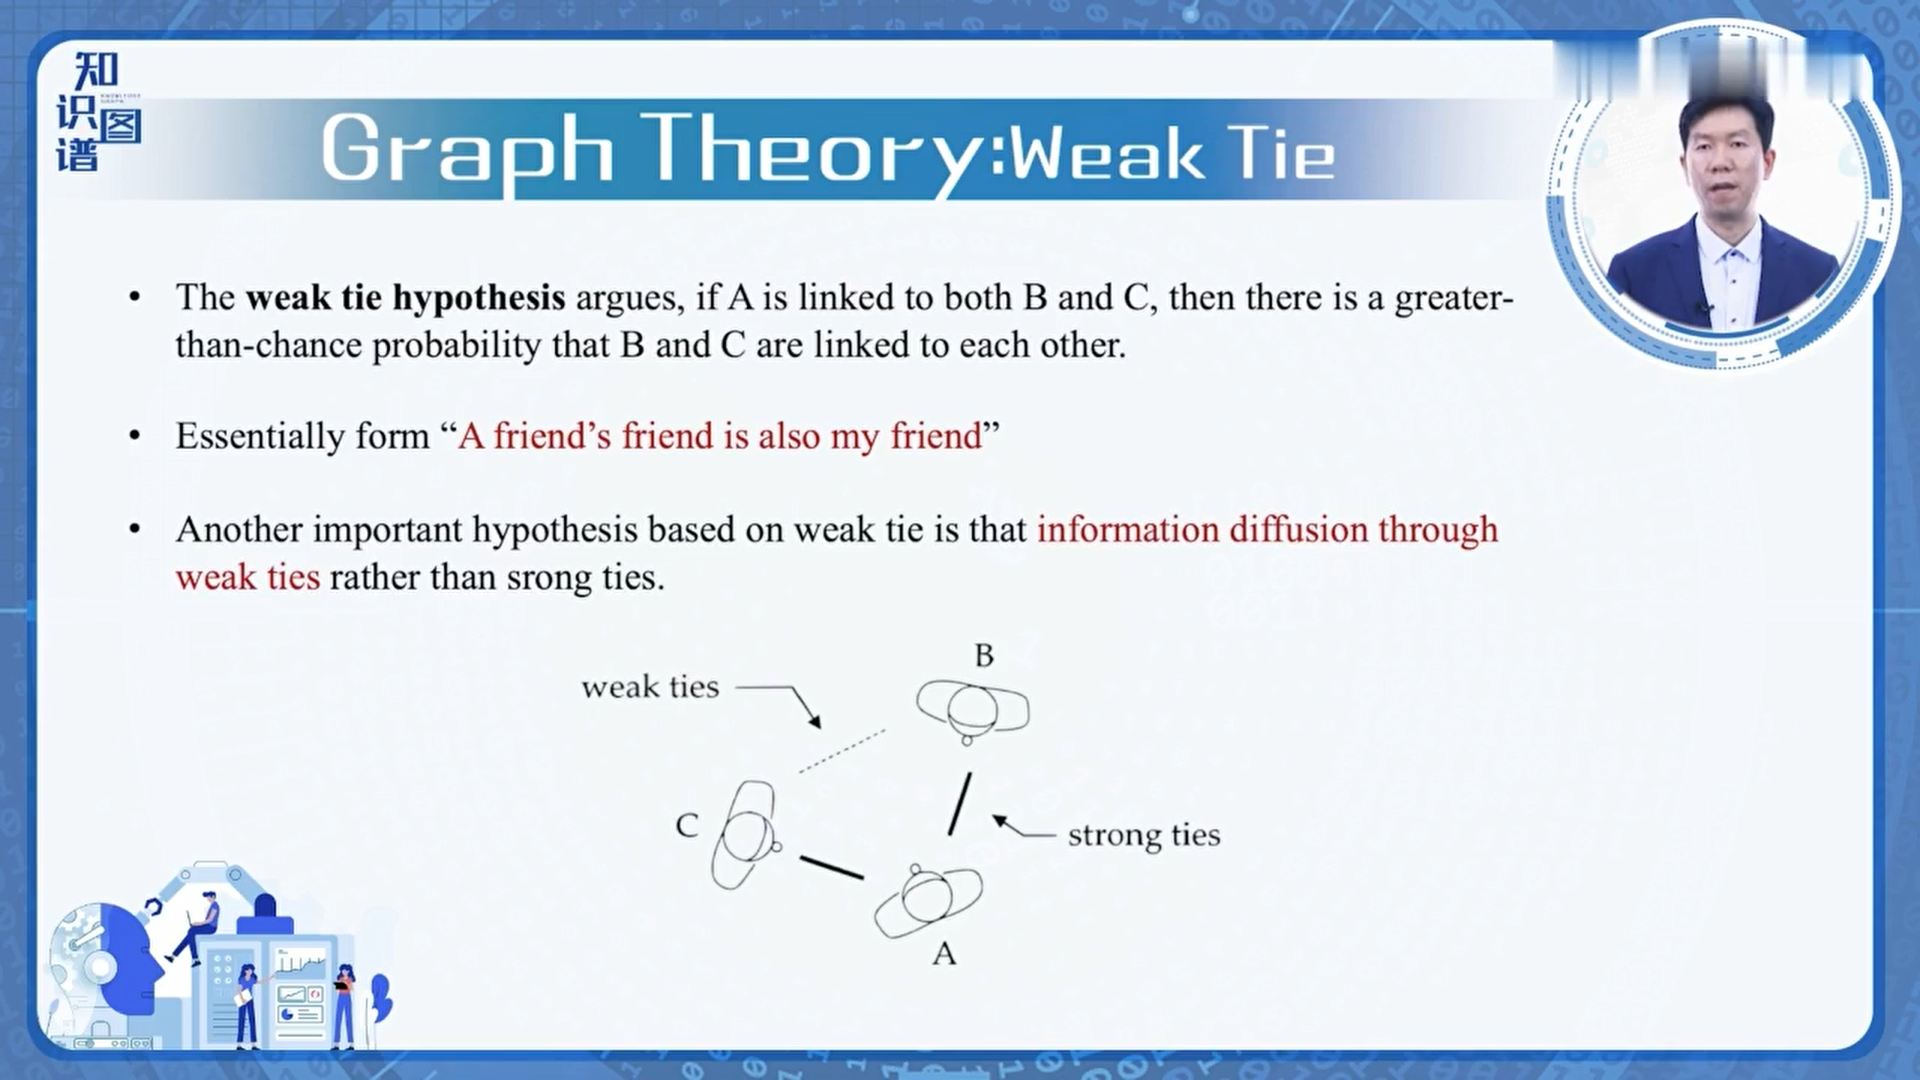 知识图谱
Graph Theory:Weak Tie
• The weak tie hypothesis argues, if A is linked to both B and C, then there is a greater-
than-chance probability that B and C are linked to each other.
• Essentially form “A friend’s friend is also my friend”
• Another important hypothesis based on weak tie is that information diffusion through
weak ties rather than srong ties.
B
weak ties
C
strong ties
A